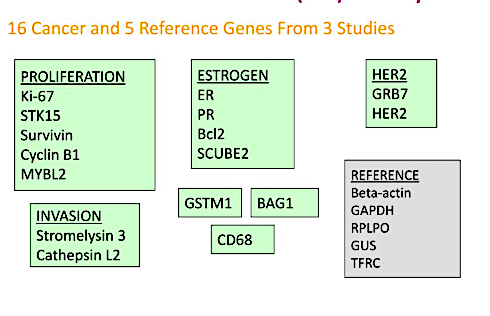 16 Cancer and 5 Reference Genes From 3 Studies
PROLIFERATION
Ki-67
STK15
Survivin
Cyclin B1
MYBL2
ESTROGEN
ER
PR
Bcl2
SCUBE2
HER2
GRB7
HER2
INVASION
Stromelysin 3
Cathepsin L2
GSTM1
BAG1
CD68
REFERENCE
Beta-actin
GAPDH
RPLPO
GUS
TFRC